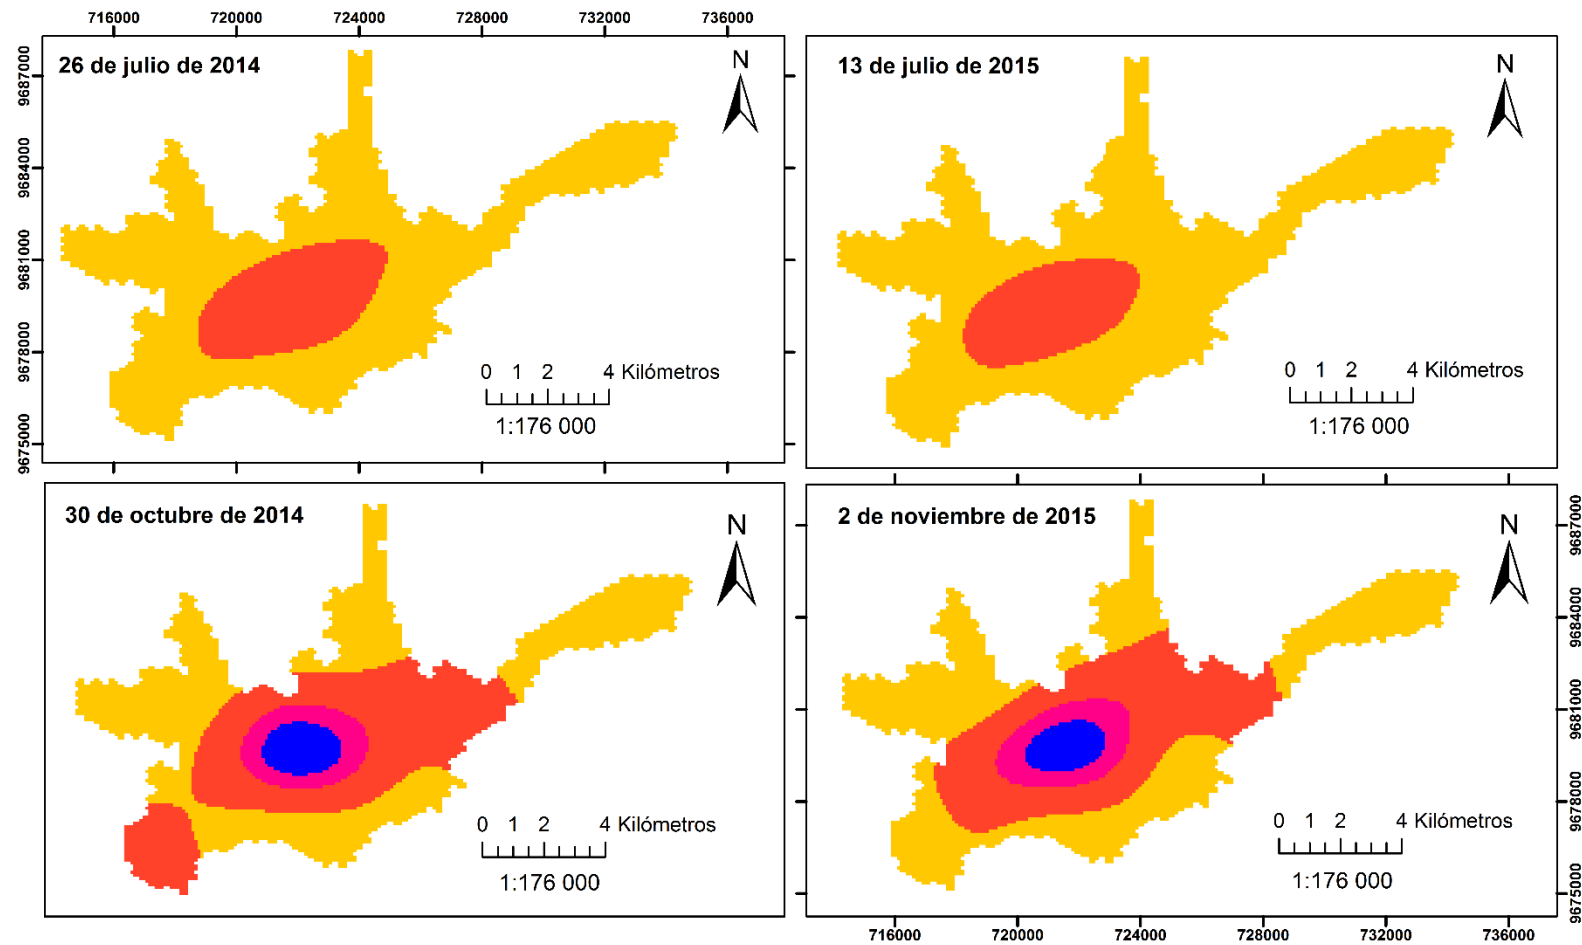 716000 720000 724000 728000 732000 736000
26 de julio de 2014
N
9687000
9684000
9681000
9678000
9675000
0 1 2 4 Kilómetros
1:176 000
13 de julio de 2015
N
0 1 2 4 Kilómetros
1:176 000
30 de octubre de 2014
N
0 1 2 4 Kilómetros
1:176 000
2 de noviembre de 2015
N
9687000
9684000
9681000
9678000
9675000
0 1 2 4 Kilómetros
1:176 000
716000 720000 724000 728000 732000 736000